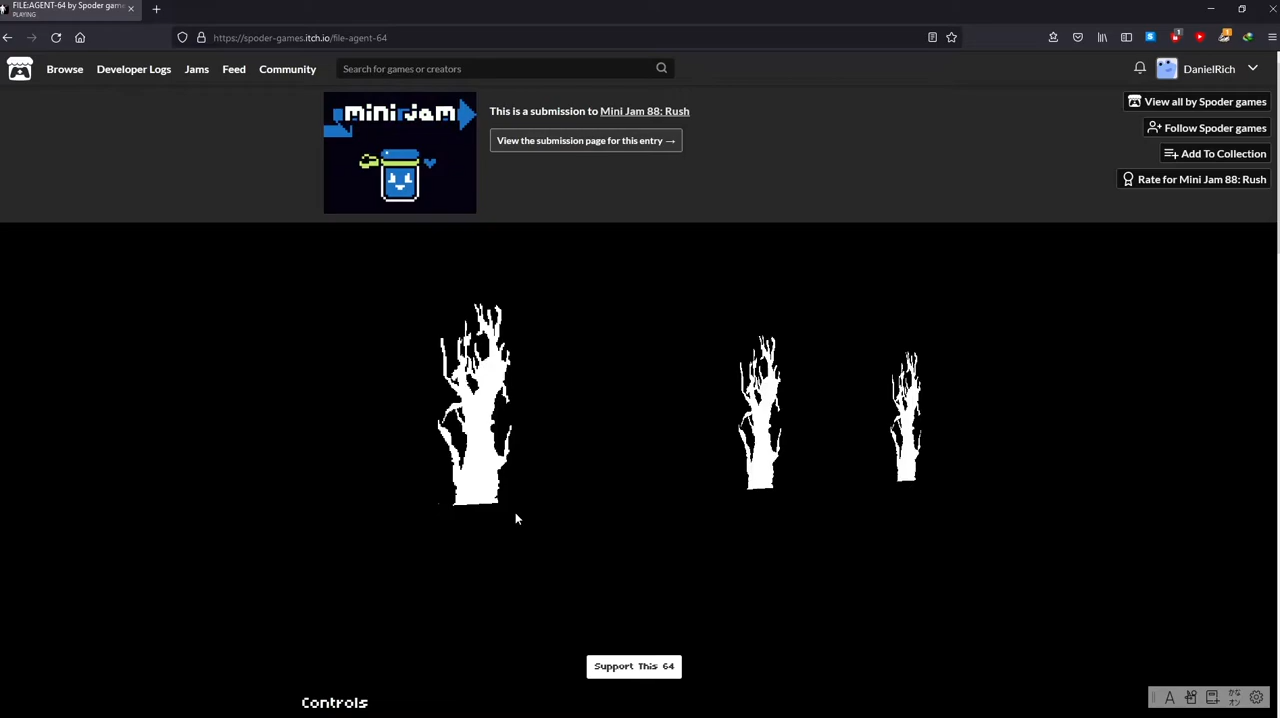 FILE:AGENT-64 by Spoder gam
PLAYING
https://spoder-games.itch.io/file-agent-64
Browse
Developer Logs
Jams
Feed
Community
Search for games or creators
DanielRich
minijam
This is a submission to Mini Jam 88: Rush
View the submission page for this entry →
View all by Spoder games
Follow Spoder games
Add To Collection
Rate for Mini Jam 88: Rush
Support This 64
Controls
A